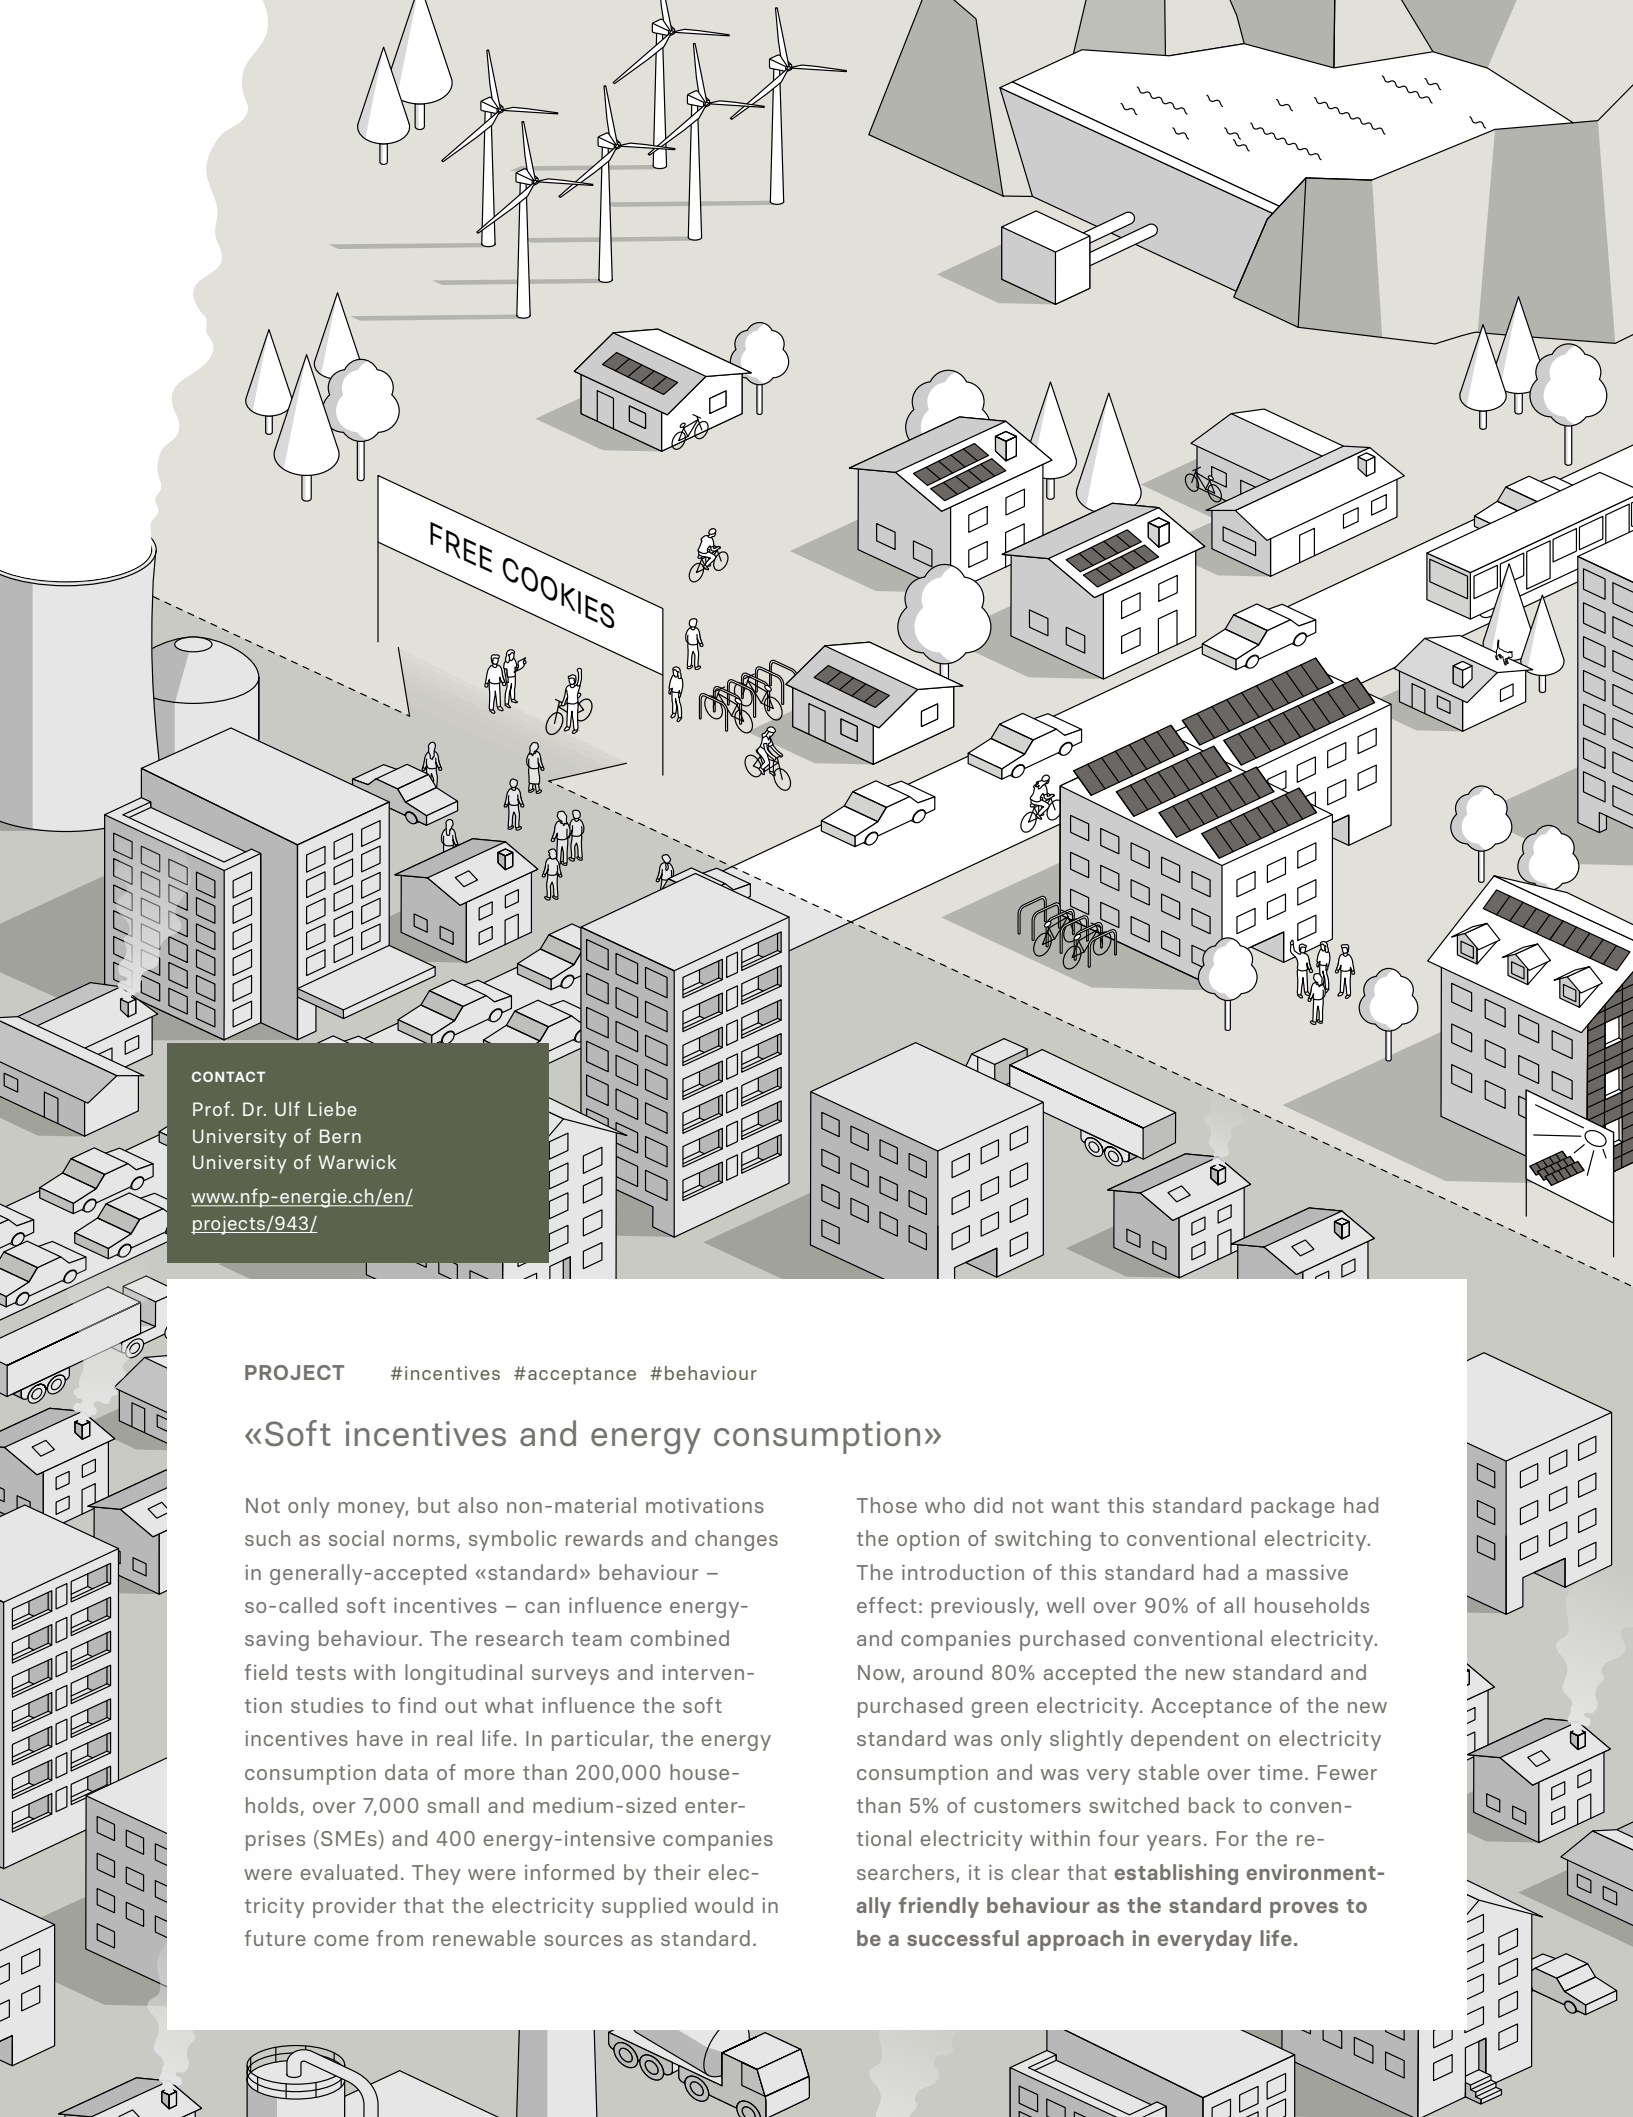 FREE COOKIES
CONTACT
Prof. Dr. Ulf Liebe
University of Bern
University of Warwick
www.nfp-energie.ch/en/
projects/943/
PROJECT #incentives #acceptance #behaviour
«Soft incentives and energy consumption»
Not only money, but also non-material motivations
such as social norms, symbolic rewards and changes
in generally-accepted «standard» behaviour –
so-called soft incentives – can influence energy-
saving behaviour. The research team combined
field tests with longitudinal surveys and interven-
tion studies to find out what influence the soft
incentives have in real life. In particular, the energy
consumption data of more than 200,000 house-
holds, over 7,000 small and medium-sized enter-
prises (SMEs) and 400 energy-intensive companies
were evaluated. They were informed by their elec-
tricity provider that the electricity supplied would in
future come from renewable sources as standard.
Those who did not want this standard package had
the option of switching to conventional electricity.
The introduction of this standard had a massive
effect: previously, well over 90% of all households
and companies purchased conventional electricity.
Now, around 80% accepted the new standard and
purchased green electricity. Acceptance of the new
standard was only slightly dependent on electricity
consumption and was very stable over time. Fewer
than 5% of customers switched back to conven-
tional electricity within four years. For the re-
searchers, it is clear that establishing environment-
ally friendly behaviour as the standard proves to
be a successful approach in everyday life.